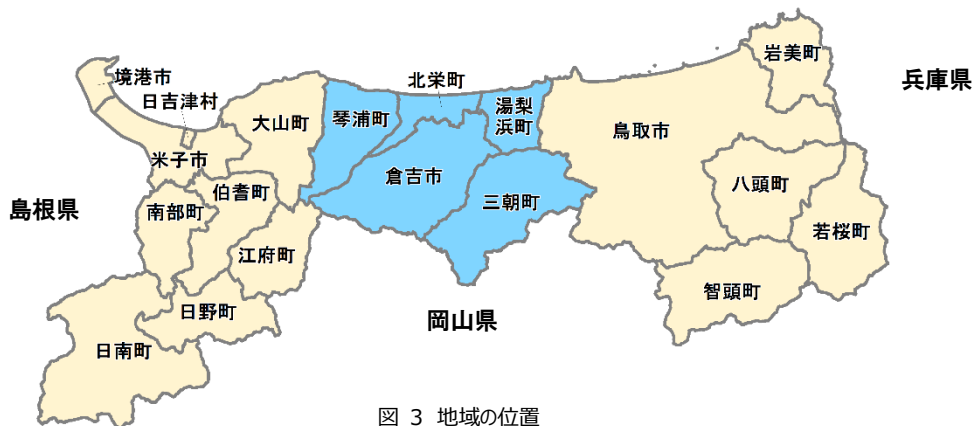 岩美町
兵庫県
境港市
北栄町
日吉津村
湯梨
浜町
大山町
琴浦町
鳥取市
米子市
倉吉市
八頭町
伯耆町
三朝町
島根県
南部町
若桜町
江府町
智頭町
日野町
岡山県
日南町
図 3 地域の位置